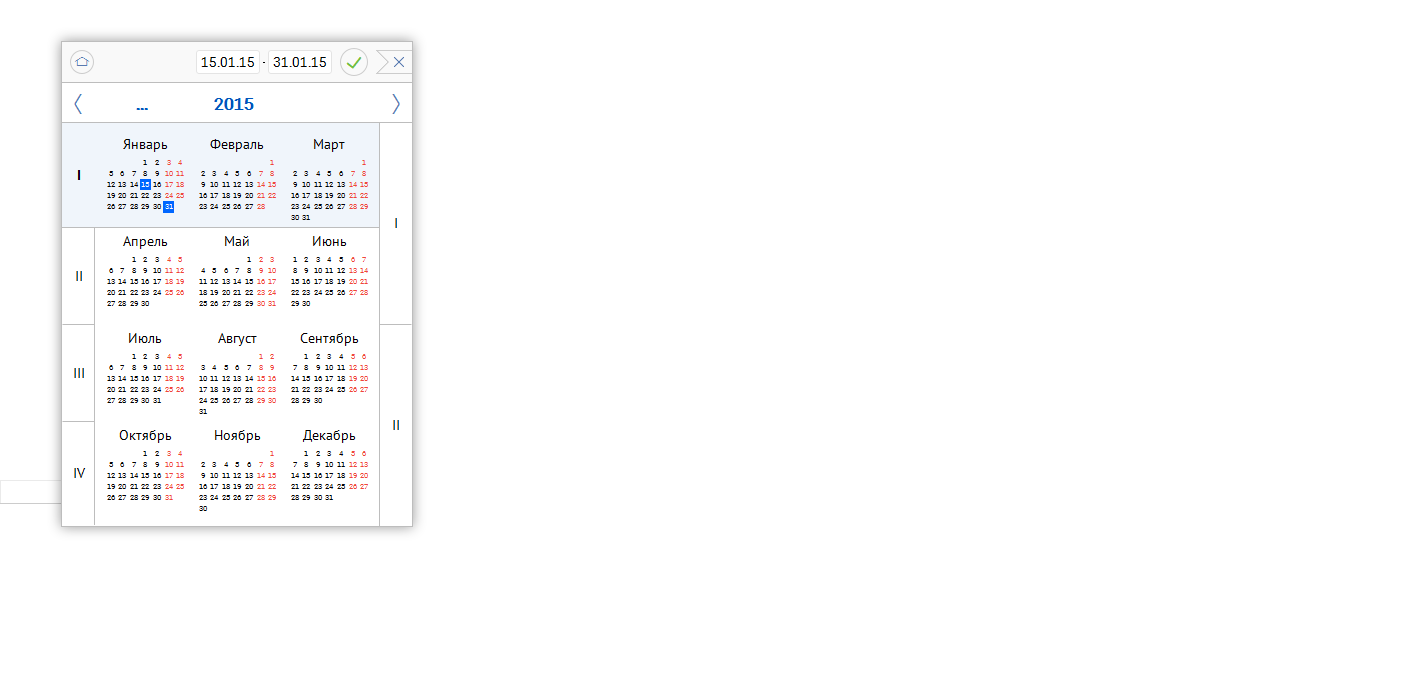 15.01.15 - 31.01.15
... 2015
Январь Февраль Март
1 2 3 4 1 1
5 6 7 8 9 10 11 2 3 4 5 6 7 8 2 3 4 5 6 7 8
I 12 13 14 15 16 17 18 9 10 11 12 13 14 15 9 10 11 12 13 14 15
19 20 21 22 23 24 25 16 17 18 19 20 21 22 16 17 18 19 20 21 22
26 27 28 29 30 31 23 24 25 26 27 28 23 24 25 26 27 28 29
30 31
I
Апрель Май Июнь
1 2 3 4 5 1 2 3 1 2 3 4 5 6 7
6 7 8 9 10 11 12 4 5 6 7 8 9 10 8 9 10 11 12 13 14
II 13 14 15 16 17 18 19 11 12 13 14 15 16 17 15 16 17 18 19 20 21
20 21 22 23 24 25 26 18 19 20 21 22 23 24 22 23 24 25 26 27 28
27 28 29 30 25 26 27 28 29 30 31 29 30
Июль Август Сентябрь
1 2 3 4 5 1 2 1 2 3 4 5 6
6 7 8 9 10 11 12 3 4 5 6 7 8 9 7 8 9 10 11 12 13
III 13 14 15 16 17 18 19 10 11 12 13 14 15 16 14 15 16 17 18 19 20
20 21 22 23 24 25 26 17 18 19 20 21 22 23 21 22 23 24 25 26 27
27 28 29 30 31 24 25 26 27 28 29 30 28 29 30
31
II
Октябрь Ноябрь Декабрь
1 2 3 4 1 1 2 3 4 5 6
5 6 7 8 9 10 11 2 3 4 5 6 7 8 7 8 9 10 11 12 13
IV 12 13 14 15 16 17 18 9 10 11 12 13 14 15 14 15 16 17 18 19 20
19 20 21 22 23 24 25 16 17 18 19 20 21 22 21 22 23 24 25 26 27
26 27 28 29 30 31 23 24 25 26 27 28 29 28 29 30 31
30